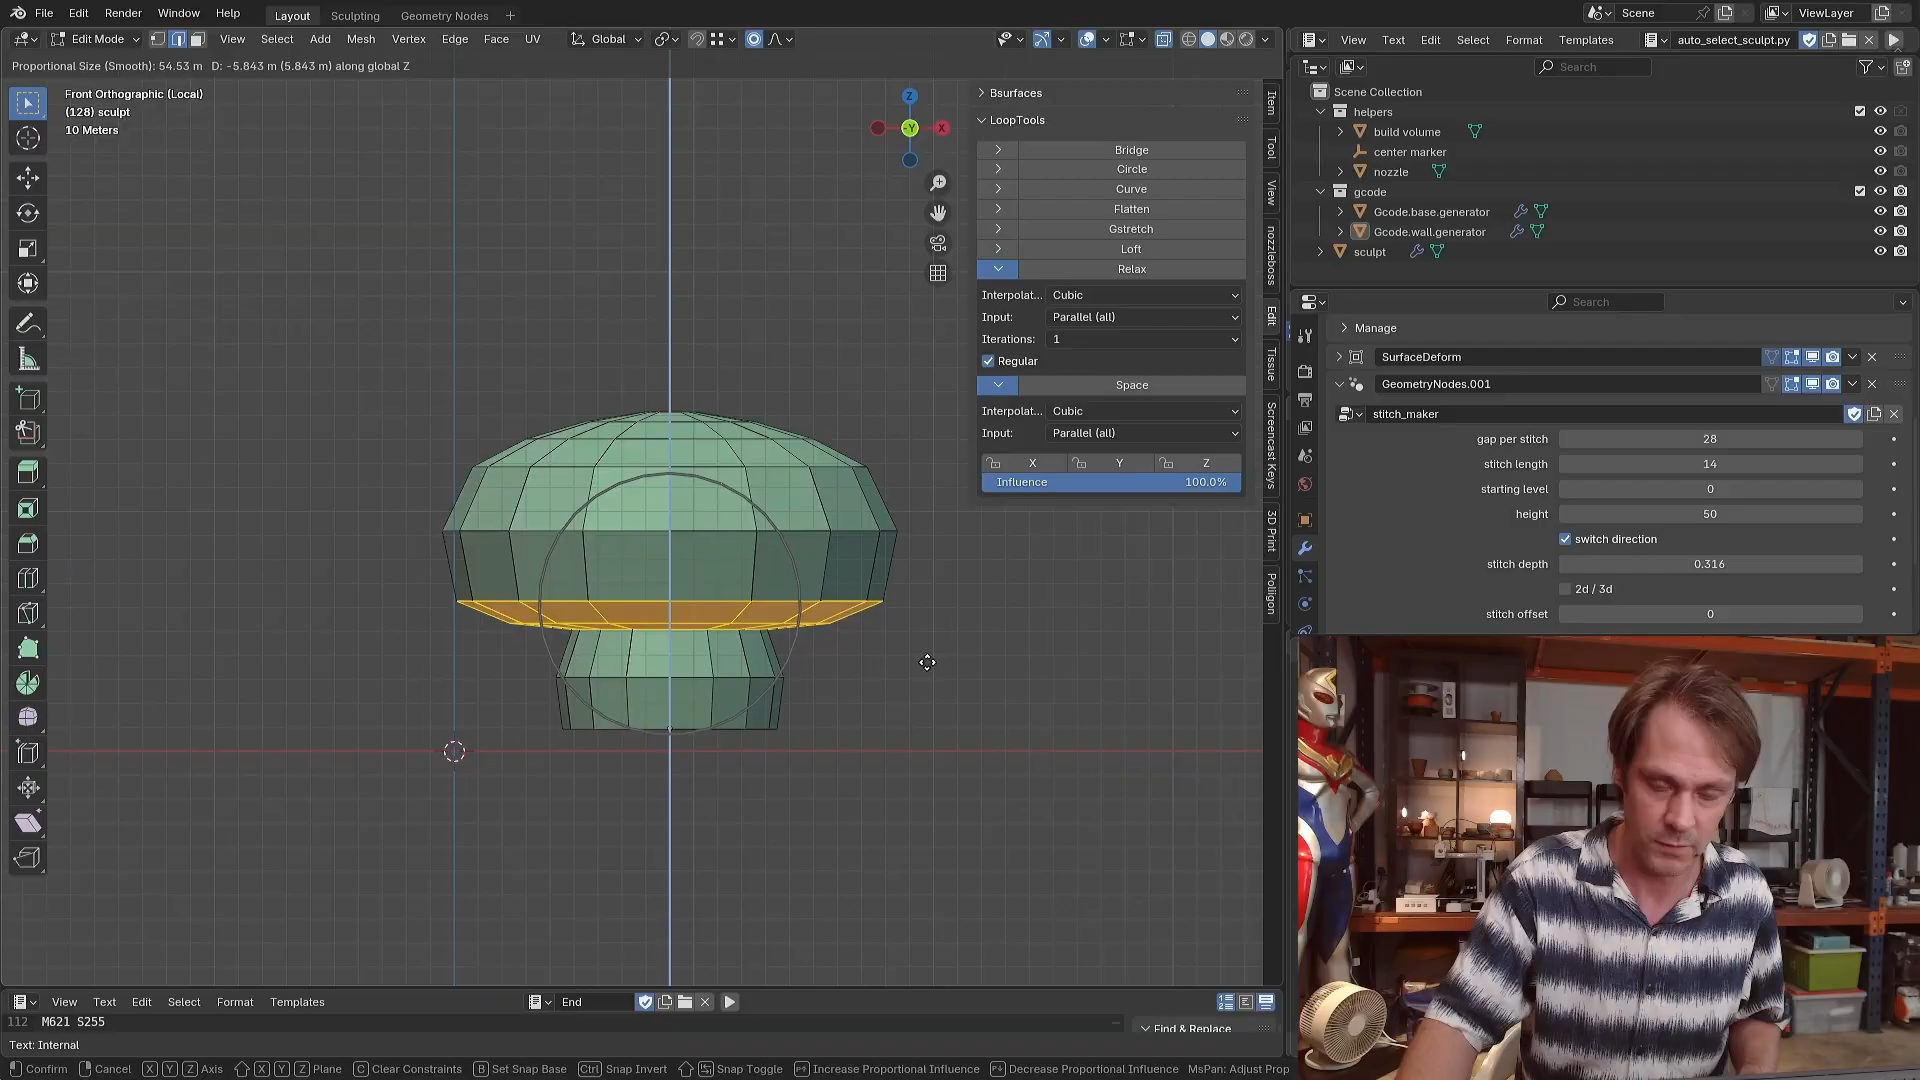 File Edit Render Window Help Layout Sculpting Geometry Nodes + Scene ViewLayer
Edit Mode View Select Add Mesh Vertex Edge Face UV Global
View Text Edit Select Format Templates auto_select_sculpt.py
Proportional Size (Smooth): 54.53 m D: -5.843 m (5.843 m) along global Z
Front Orthographic (Local)
(128) sculpt
10 Meters
Z
-Y
X
Bsurfaces
LoopTools
Bridge
Circle
Curve
Flatten
Gstretch
Loft
Relax
Interpolat... Cubic
Input: Parallel (all)
Iterations: 1
Regular
Space
Interpolat... Cubic
Input: Parallel (all)
X Y Z
Influence 100.0%
Item
Tool
View
nozzleboss
Edit
Tissue
Screencast Keys
3D Print
Poliigon
Search
Scene Collection
helpers
build volume
center marker
nozzle
gcode
Gcode.base.generator
Gcode.wall.generator
sculpt
Search
Manage
SurfaceDeform
GeometryNodes.001
stitch_maker
gap per stitch 28
stitch length 14
starting level 0
height 50
switch direction
stitch depth 0.316
2d / 3d
stitch offset 0
View Text Edit Select Format Templates End
112 M621 S255
Find & Replace
Text: Internal
Confirm Cancel X Y Z Axis X Y Z Plane C Clear Constraints B Set Snap Base Ctrl Snap Invert Snap Toggle Increase Proportional Influence Decrease Proportional Influence MsPan: Adjust Prop